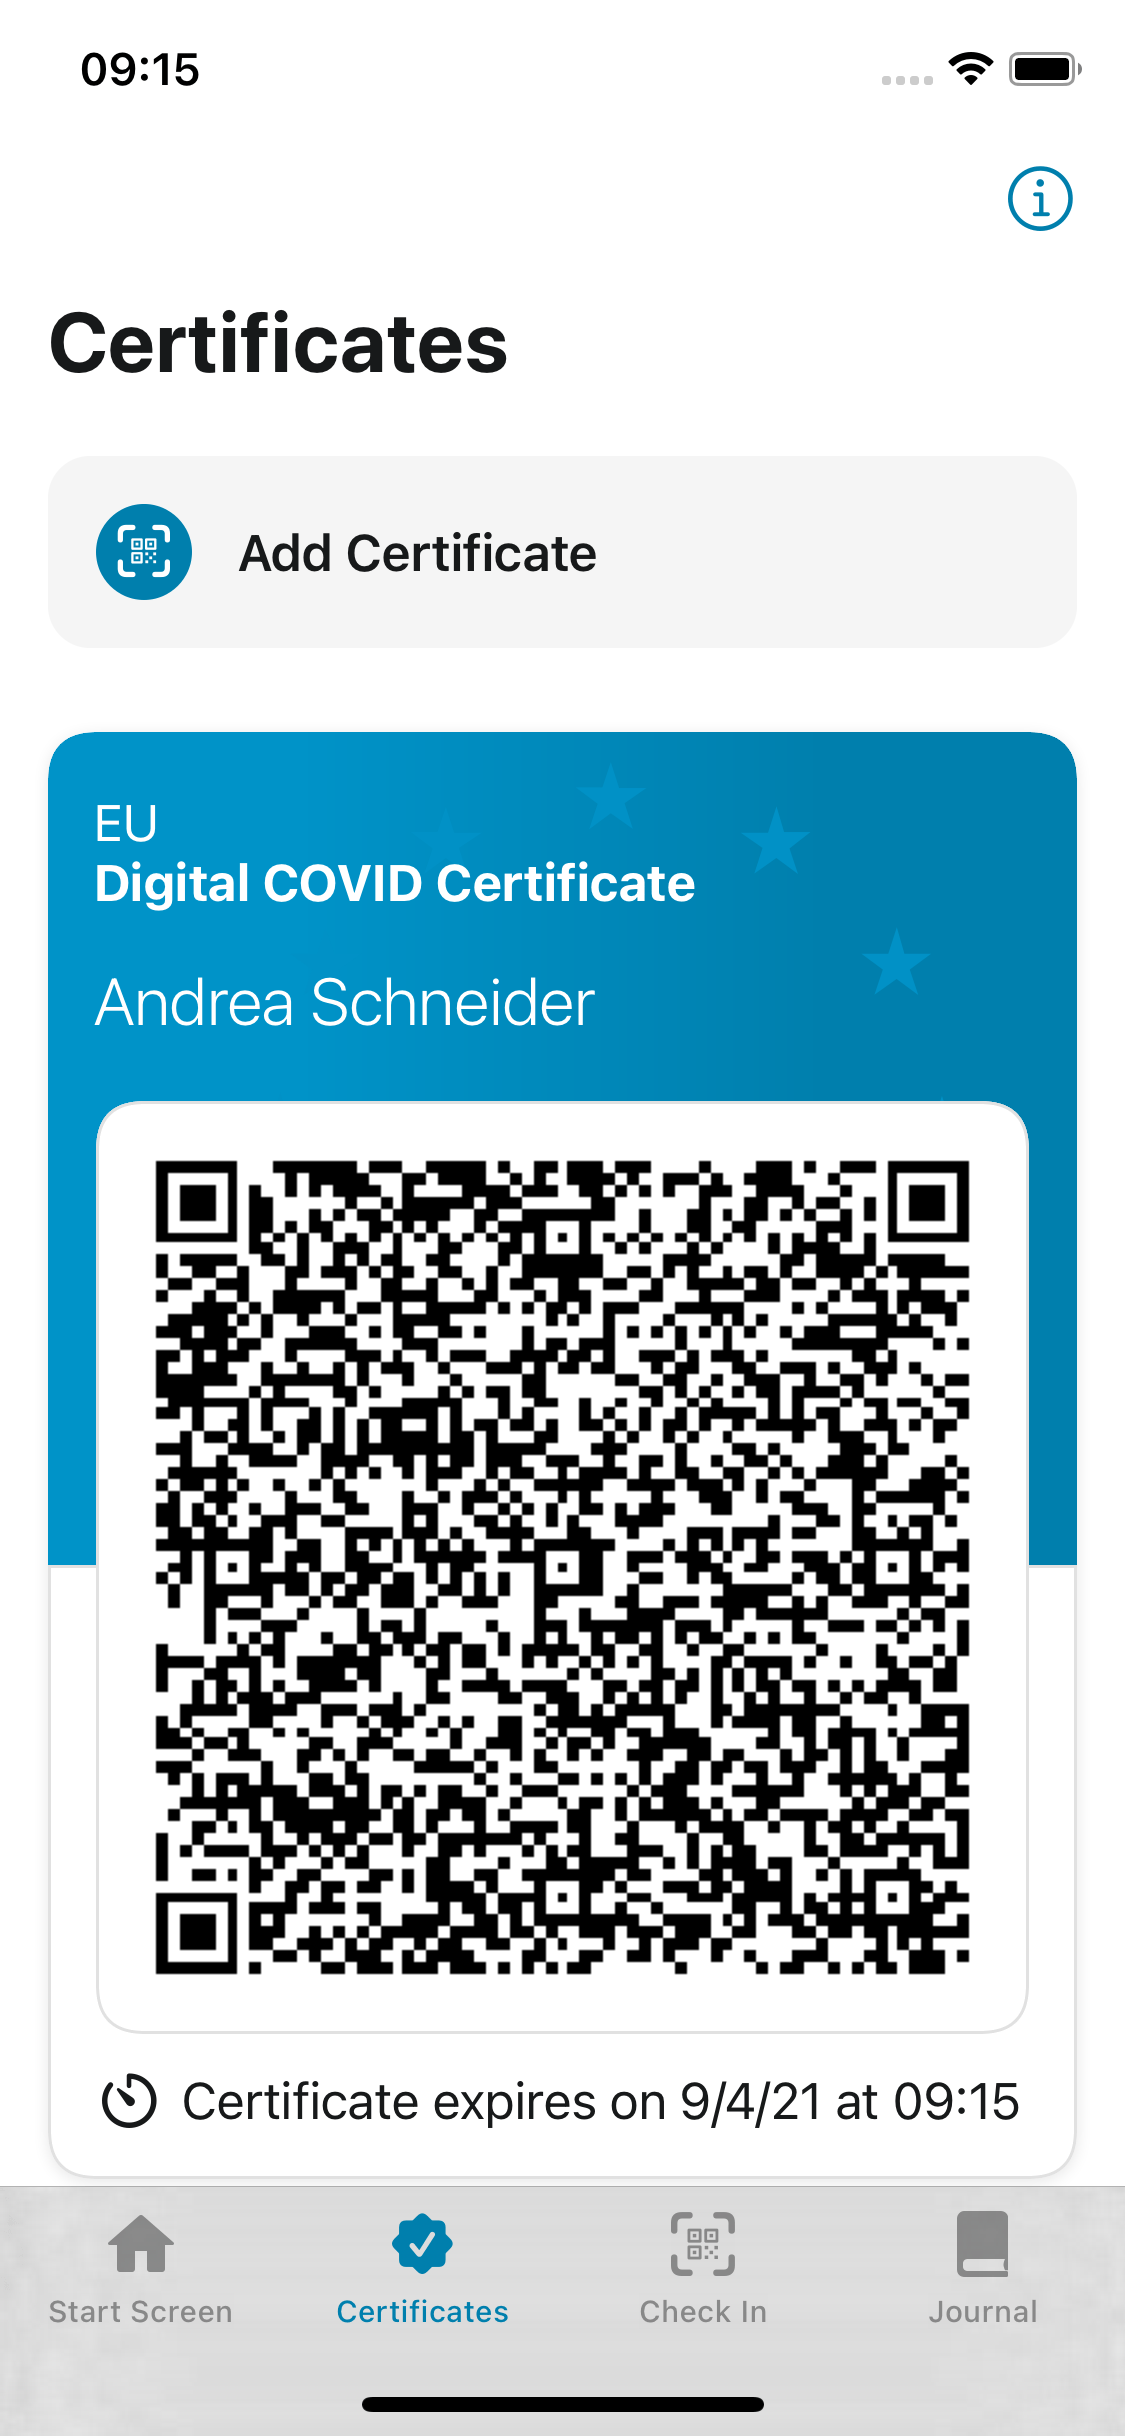 09:15
Certificates
Add Certificate
EU
Digital COVID Certificate
Andrea Schneider
Certificate expires on 9/4/21 at 09:15
Start Screen
Certificates
Check In
Journal